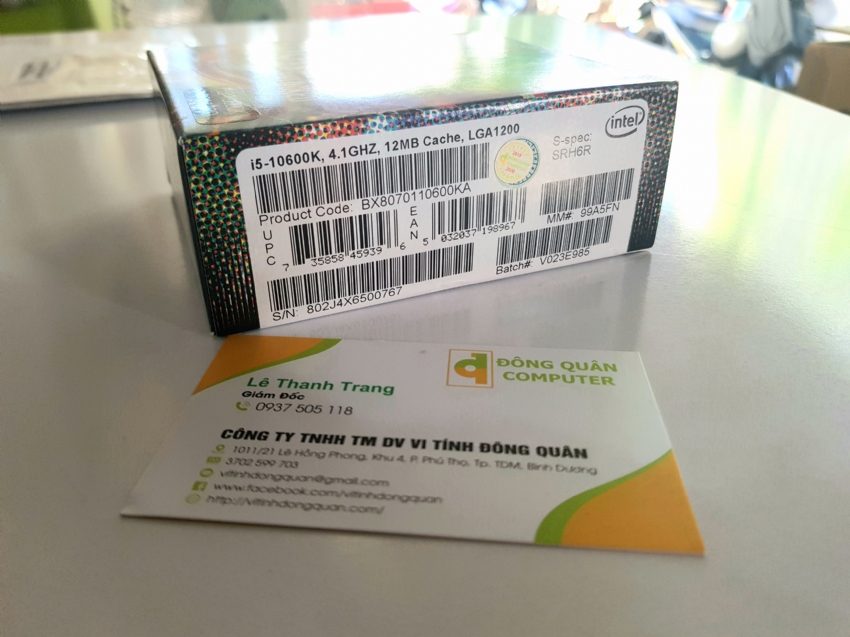 i5-10600K, 4.1GHZ, 12MB Cache, LGA1200
intel
S-spec:
SRH6R
Product Code: BX8070110600KA
MM#: 99A5FN
UPC
7 35858 45939 6
EAN
5 032037 198967
Batch#: V023E985
S/N: 802J4X6500767
ĐÔNG QUÂN
COMPUTER
Lê Thanh Trang
Giám Đốc
0937 505 118
CÔNG TY TNHH TM DV VI TÍNH ĐÔNG QUÂN
1011/21 Lê Hồng Phong, Khu 4, P. Phú Thọ, Tp. TDM, Bình Dương
3702 599 703
vitinhdongquan@gmail.com
www.facebook.com/vitinhdongquan
http://vitinhdongquan.com/